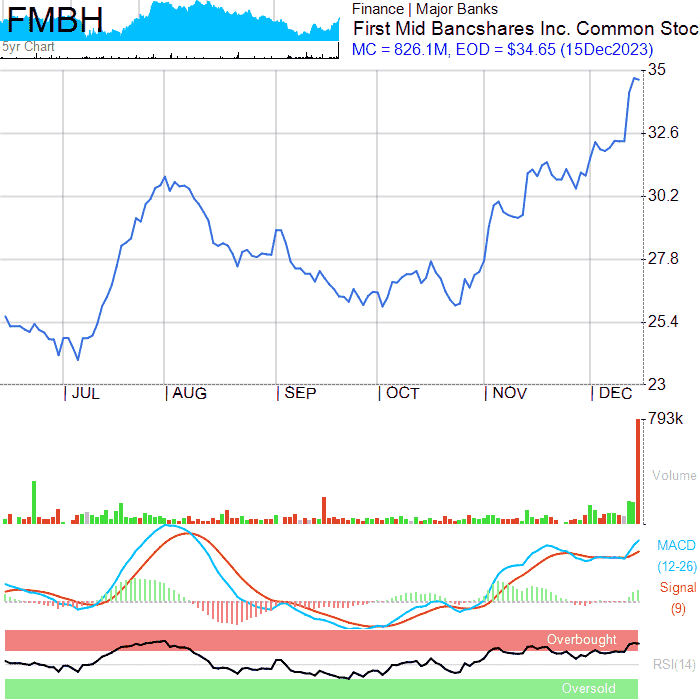 FMBH
5yr Chart
Finance | Major Banks
First Mid Bancshares Inc. Common Stoc
MC = 826.1M, EOD = $34.65 (15Dec2023)
35
32.6
30.2
27.8
25.4
23
JUL
AUG
SEP
OCT
NOV
DEC
793k
Volume
MACD
(12-26)
Signal
(9)
Overbought
RSI(14)
Oversold